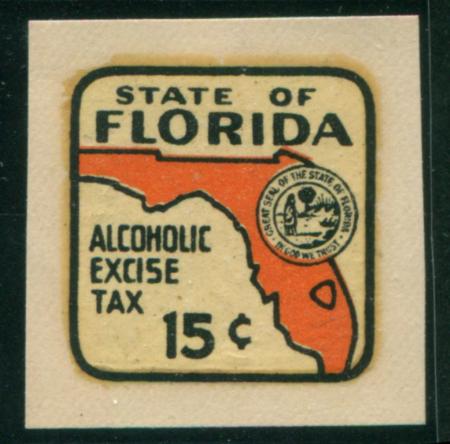 STATE OF
FLORIDA
GREAT SEAL OF THE STATE OF FLORIDA
IN GOD WE TRUST
ALCOHOLIC
EXCISE
TAX
15 ¢